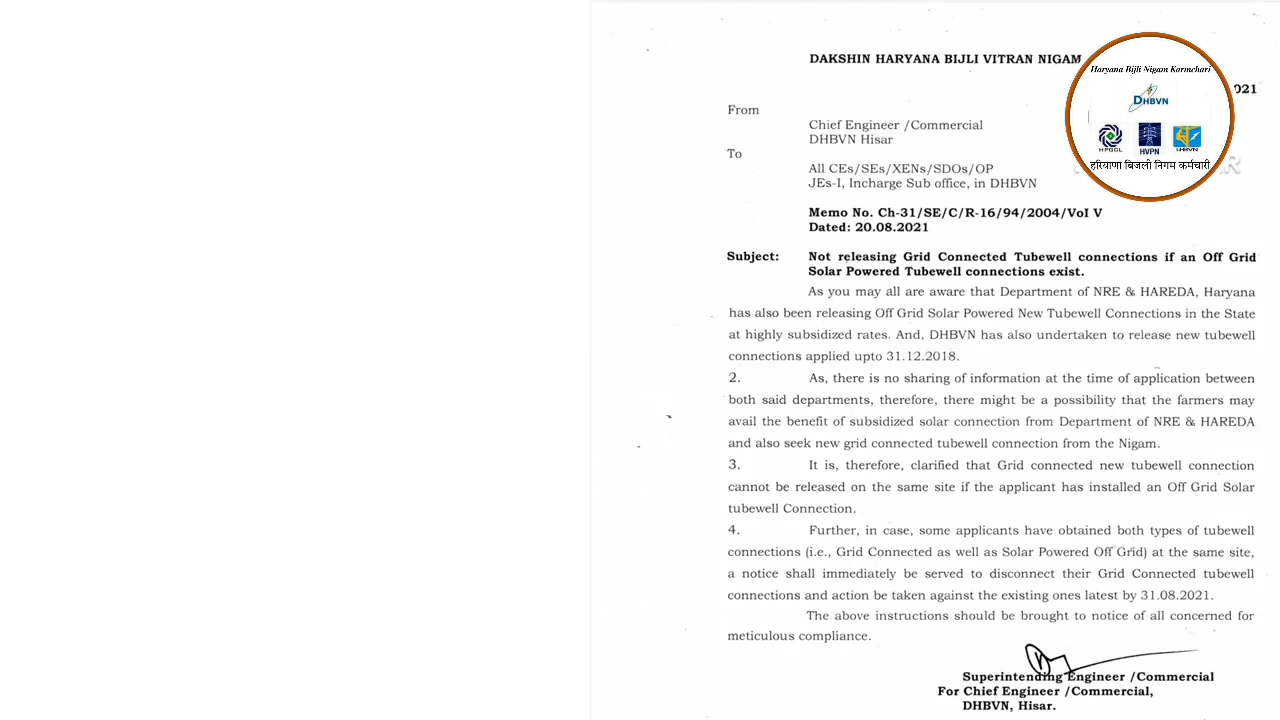 DAKSHIN HARYANA BIJLI VITRAN NIGAM
Haryana Bijli Nigam Karmchari
DHBVN
HPGCL HVPN UHBVN
हरियाणा बिजली निगम कर्मचारी
021
R
From
Chief Engineer /Commercial
DHBVN Hisar
To
All CEs/SEs/XENs/SDOs/OP
JEs-I, Incharge Sub office, in DHBVN
Memo No. Ch-31/SE/C/R-16/94/2004/Vol V
Dated: 20.08.2021
Subject: Not releasing Grid Connected Tubewell connections if an Off Grid
Solar Powered Tubewell connections exist.
As you may all are aware that Department of NRE & HAREDA, Haryana
has also been releasing Off Grid Solar Powered New Tubewell Connections in the State
at highly subsidized rates. And, DHBVN has also undertaken to release new tubewell
connections applied upto 31.12.2018.
2. As, there is no sharing of information at the time of application between
both said departments, therefore, there might be a possibility that the farmers may
avail the benefit of subsidized solar connection from Department of NRE & HAREDA
and also seek new grid connected tubewell connection from the Nigam.
3. It is, therefore, clarified that Grid connected new tubewell connection
cannot be released on the same site if the applicant has installed an Off Grid Solar
tubewell Connection.
4. Further, in case, some applicants have obtained both types of tubewell
connections (i.e., Grid Connected as well as Solar Powered Off Grid) at the same site,
a notice shall immediately be served to disconnect their Grid Connected tubewell
connections and action be taken against the existing ones latest by 31.08.2021.
The above instructions should be brought to notice of all concerned for
meticulous compliance.
Superintending Engineer /Commercial
For Chief Engineer /Commercial,
DHBVN, Hisar.